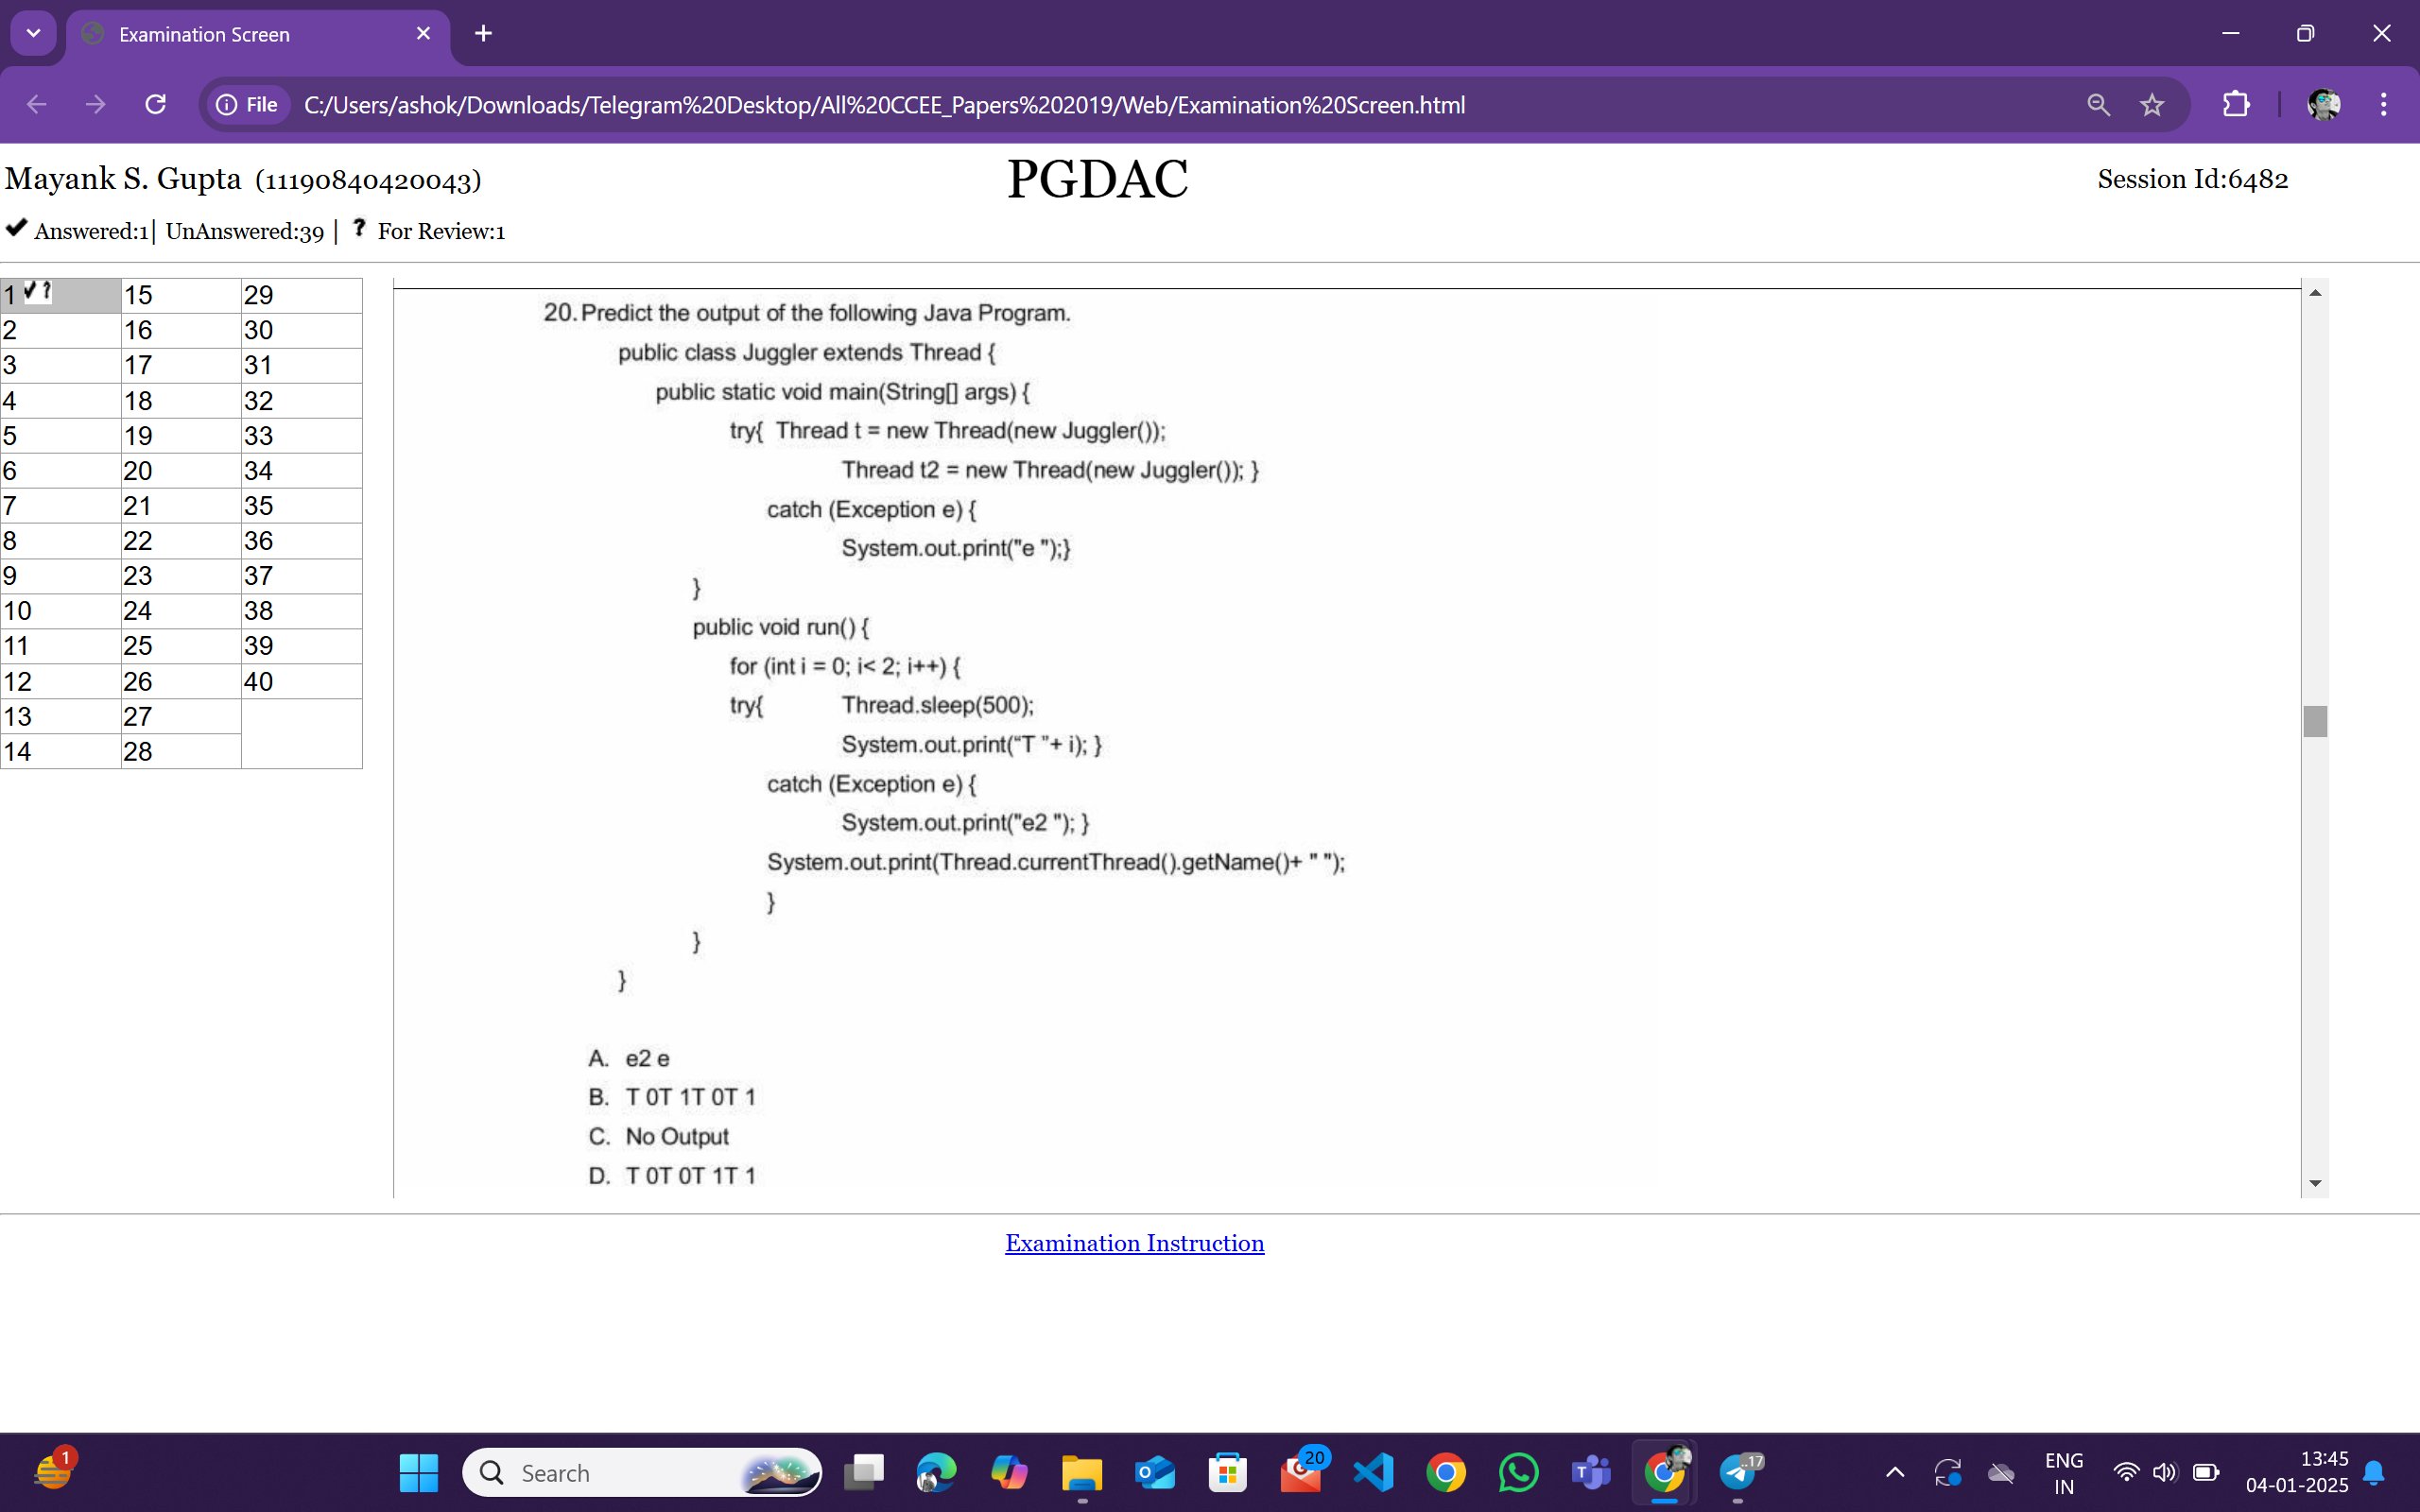 Examination Screen
File
C:/Users/ashok/Downloads/Telegram%20Desktop/All%20CCEE_Papers%202019/Web/Examination%20Screen.html
Mayank S. Gupta (11190840420043)
PGDAC
Session Id:6482
Answered:1| UnAnswered:39 | ? For Review:1
1 ? 15 29
2 16 30
3 17 31
4 18 32
5 19 33
6 20 34
7 21 35
8 22 36
9 23 37
10 24 38
11 25 39
12 26 40
13 27
14 28
20. Predict the output of the following Java Program.
public class Juggler extends Thread {
public static void main(String[] args) {
try{ Thread t = new Thread(new Juggler());
Thread t2 = new Thread(new Juggler()); }
catch (Exception e) {
System.out.print("e ");}
}
public void run() {
for (int i = 0; i< 2; i++) {
try{ Thread.sleep(500);
System.out.print(“T ”+ i); }
catch (Exception e) {
System.out.print("e2 "); }
System.out.print(Thread.currentThread().getName()+ " ");
}
}
}
A. e2 e
B. T 0T 1T 0T 1
C. No Output
D. T 0T 0T 1T 1
Examination Instruction
1
Search
20
..17
ENG
IN
13:45
04-01-2025